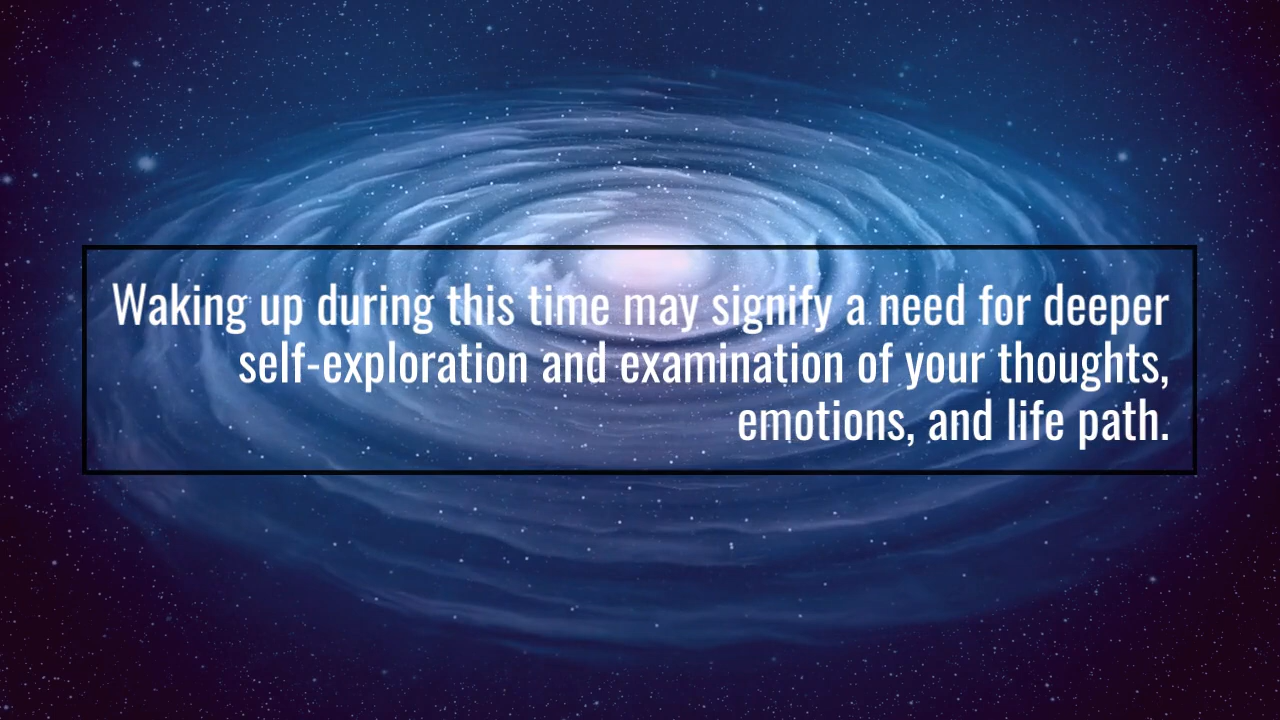 Waking up during this time may signify a need for deeper
self-exploration and examination of your thoughts,
emotions, and life path.